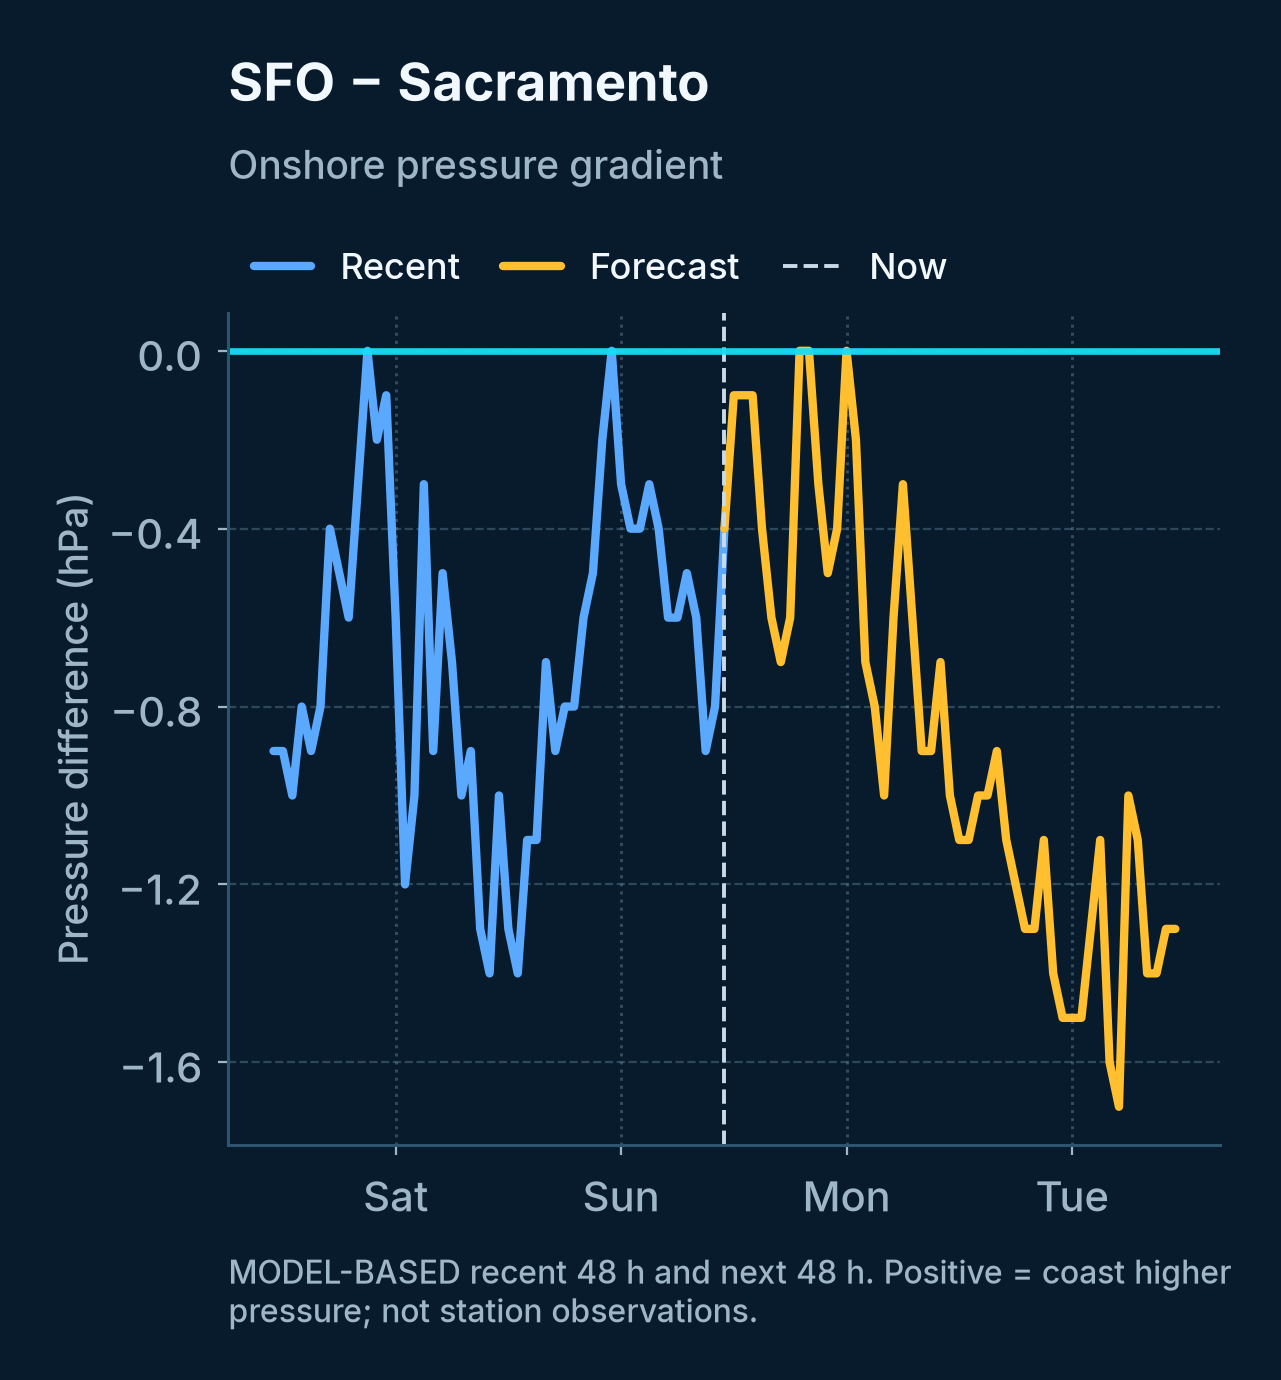 SFO − Sacramento
Onshore pressure gradient
Recent Forecast Now
0.0
−0.4
−0.8
−1.2
−1.6
Pressure difference (hPa)
Sat Sun Mon Tue
MODEL-BASED recent 48 h and next 48 h. Positive = coast higher
pressure; not station observations.